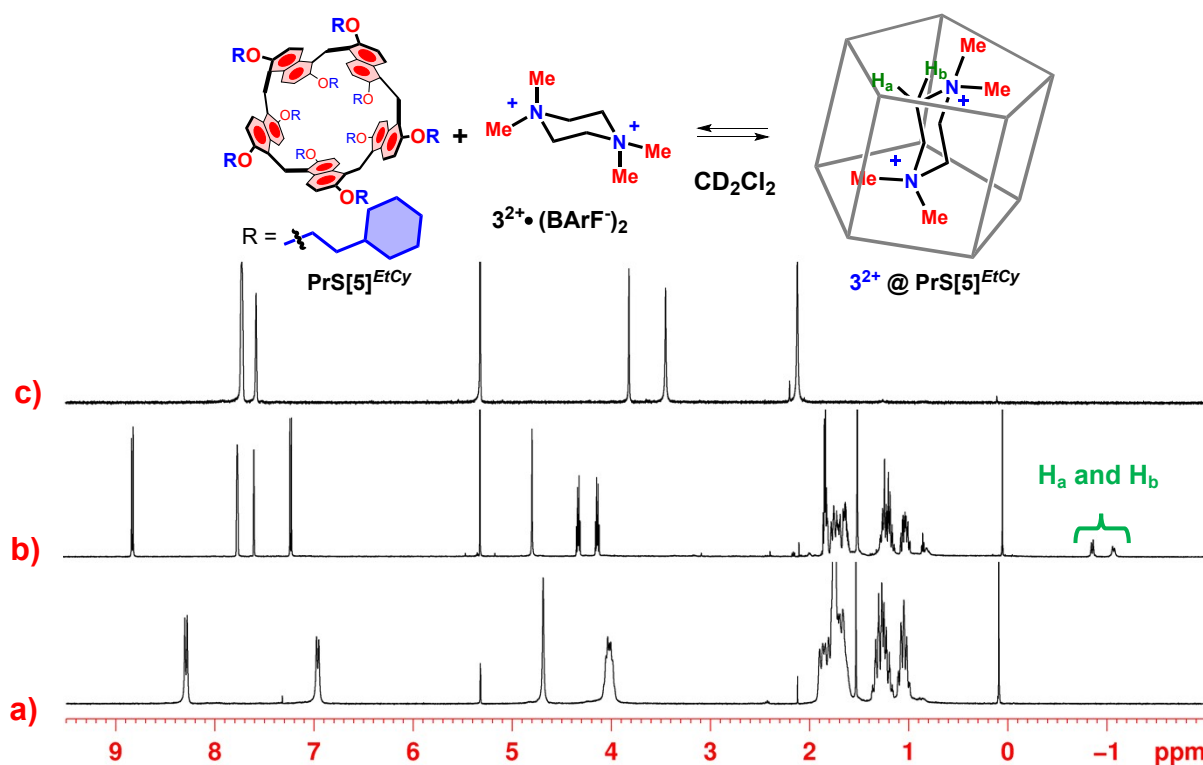 RO
OR
RO
OR
OR
RO
OR
RO
OR
OR
R =
PrS[5]EtCy
+
Me
+
N
Me
+
N
Me
Me
3²⁺• (BArF⁻)₂
CD₂Cl₂
Hₐ
H_b
Me
N
Me
+
+
Me
N
Me
3²⁺ @ PrS[5]EtCy
c)
b)
Hₐ and H_b
a)
9 8 7 6 5 4 3 2 1 0 −1 ppm